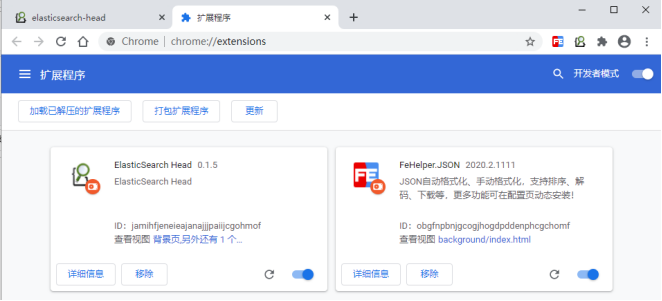 elasticsearch-head
扩展程序
Chrome | chrome://extensions
扩展程序
开发者模式
加载已解压的扩展程序
打包扩展程序
更新
ElasticSearch Head 0.1.5
ElasticSearch Head
ID：jamihfjeneieajanajjjpaiijcgohmof
查看视图 背景页,另外还有 1 个...
详细信息
移除
FE
FeHelper.JSON 2020.2.1111
JSON自动格式化、手动格式化，支持排序、解
码、下载等，更多功能可在配置页动态安装！
ID：obgfnpbnjgcogjhogdpddenphcgchomf
查看视图 background/index.html
详细信息
移除